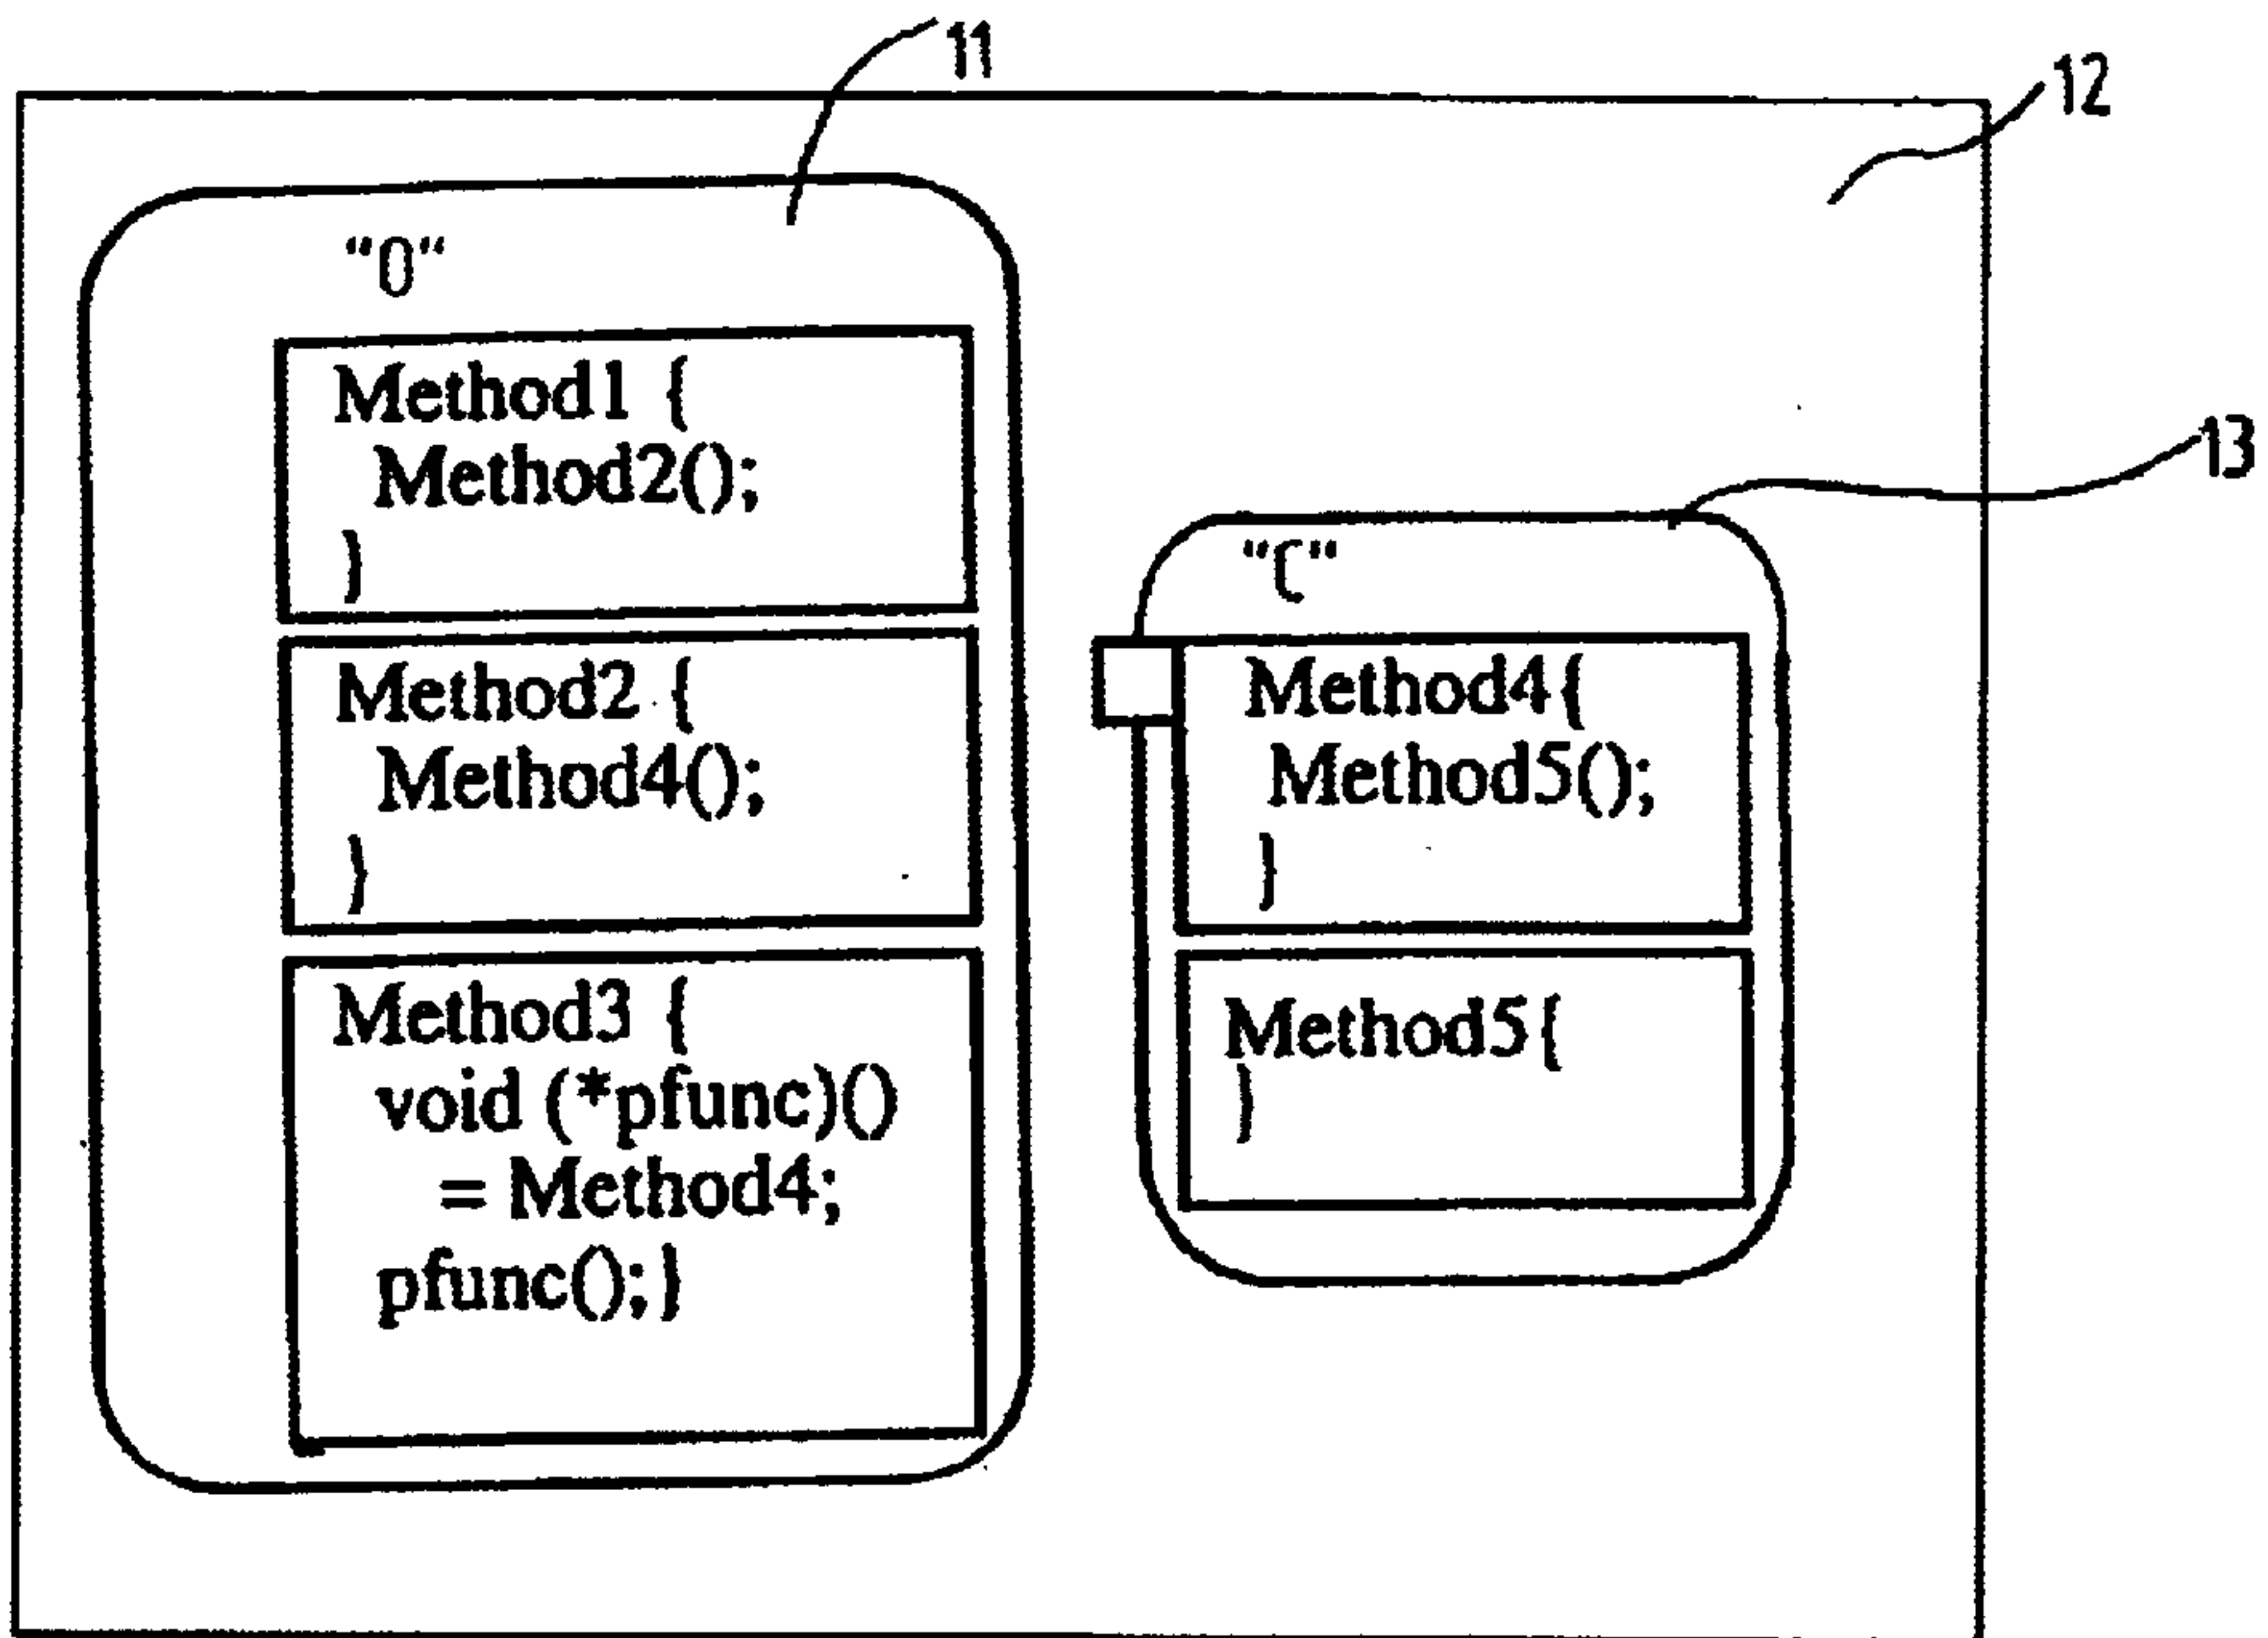 11
12
"O"
Method1 {
Method2();
}
Method2 {
Method4();
}
Method3 {
void (*pfunc)()
= Method4;
pfunc();}
13
"C"
Method4{
Method5();
}
Method5{
}